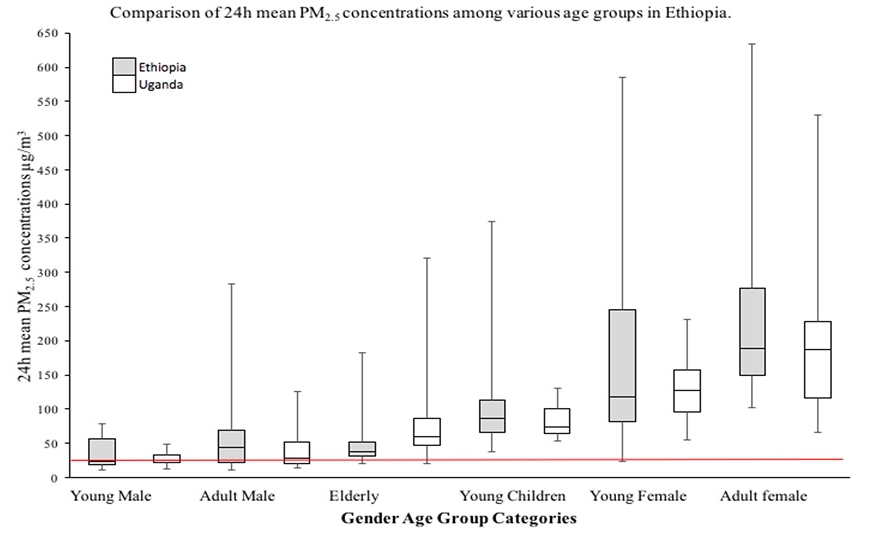 Comparison of 24h mean PM2.5 concentrations among various age groups in Ethiopia.
650
600
550
500
450
400
350
300
250
200
150
100
50
0
24h mean PM2.5 concentrations µg/m³
Ethiopia
Uganda
Young Male Adult Male Elderly Young Children Young Female Adult female
Gender Age Group Categories